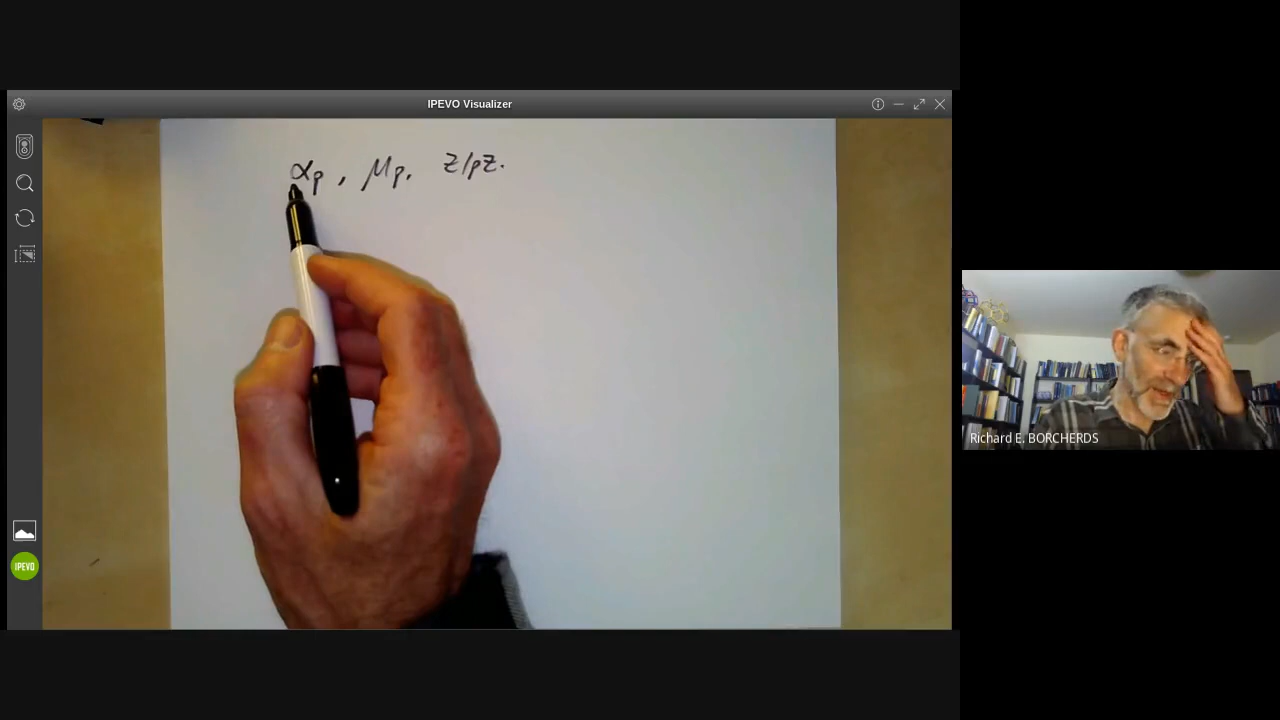 IPEVO Visualizer
αp, μp, Z/pZ.
IPEVO
Richard E. BORCHERDS